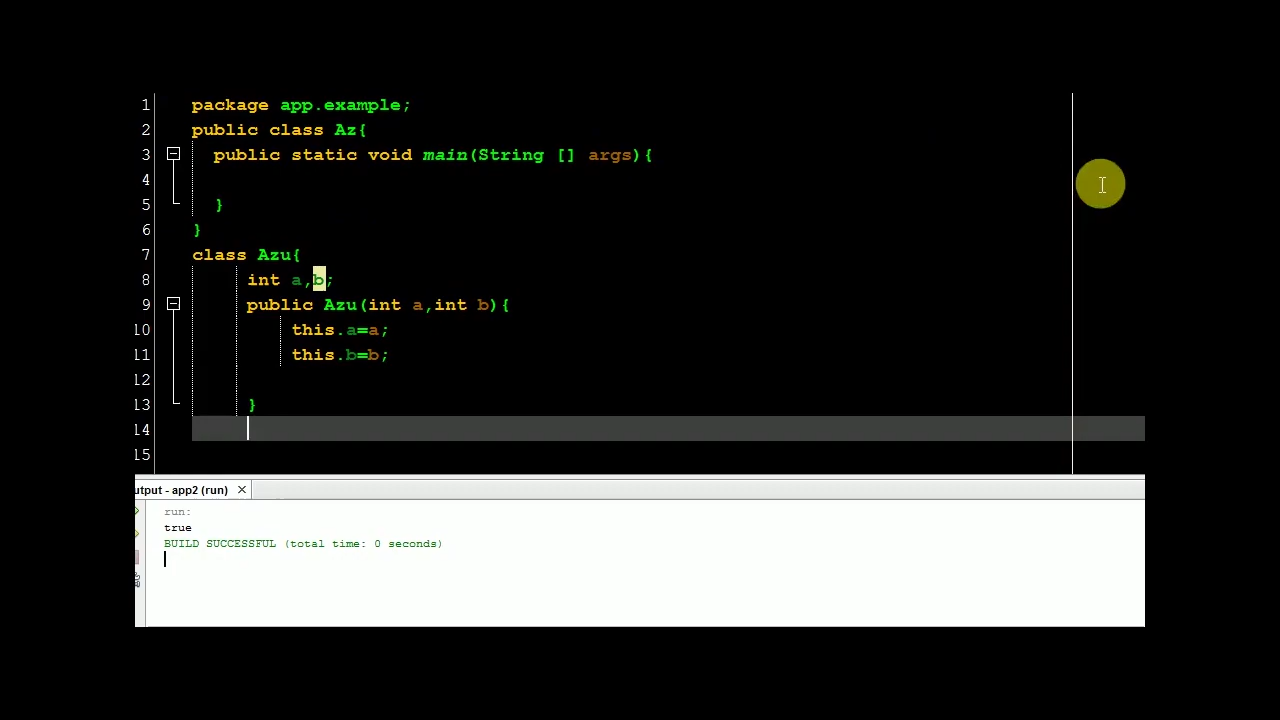 1 package app.example;
2 public class Az{
3 public static void main(String [] args){
4
5 }
6 }
7 class Azu{
8 int a,b;
9 public Azu(int a,int b){
10 this.a=a;
11 this.b=b;
12
13 }
14
15
utput - app2 (run)
run:
true
BUILD SUCCESSFUL (total time: 0 seconds)